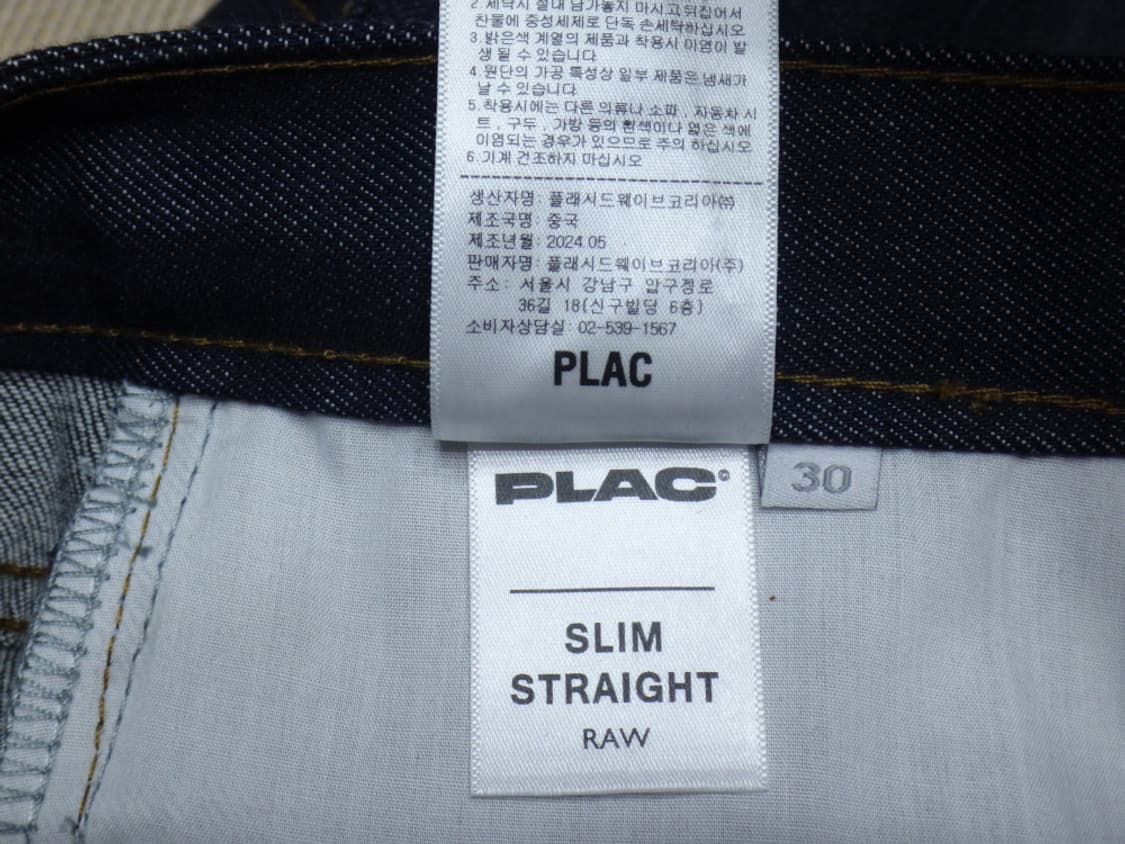 2.세탁시 절대 담가놓지 마시고,뒤집어서
찬물에 중성세제로 단독 손세탁하십시오
3.밝은색 계열의 제품과 착용시 이염이 발
생 될 수 있습니다
4.원단의 가공 특성상 일부 제품은 냄새가
날 수 있습니다
5.착용시에는 다른 의류나 소파, 자동차 시
트, 구두, 가방 등의 흰색이나 엷은 색에
이염되는 경우가 있으므로 주의 하십시오
6.기계 건조하지 마십시오
생산자명: 플래시드웨이브코리아㈜
제조국명: 중국
제조년월: 2024.05
판매자명: 플래시드웨이브코리아(주)
주소: 서울시 강남구 압구정로
36길 18(신구빌딩 6층)
소비자상담실: 02-539-1567
PLAC
PLAC©
30
SLIM
STRAIGHT
RAW